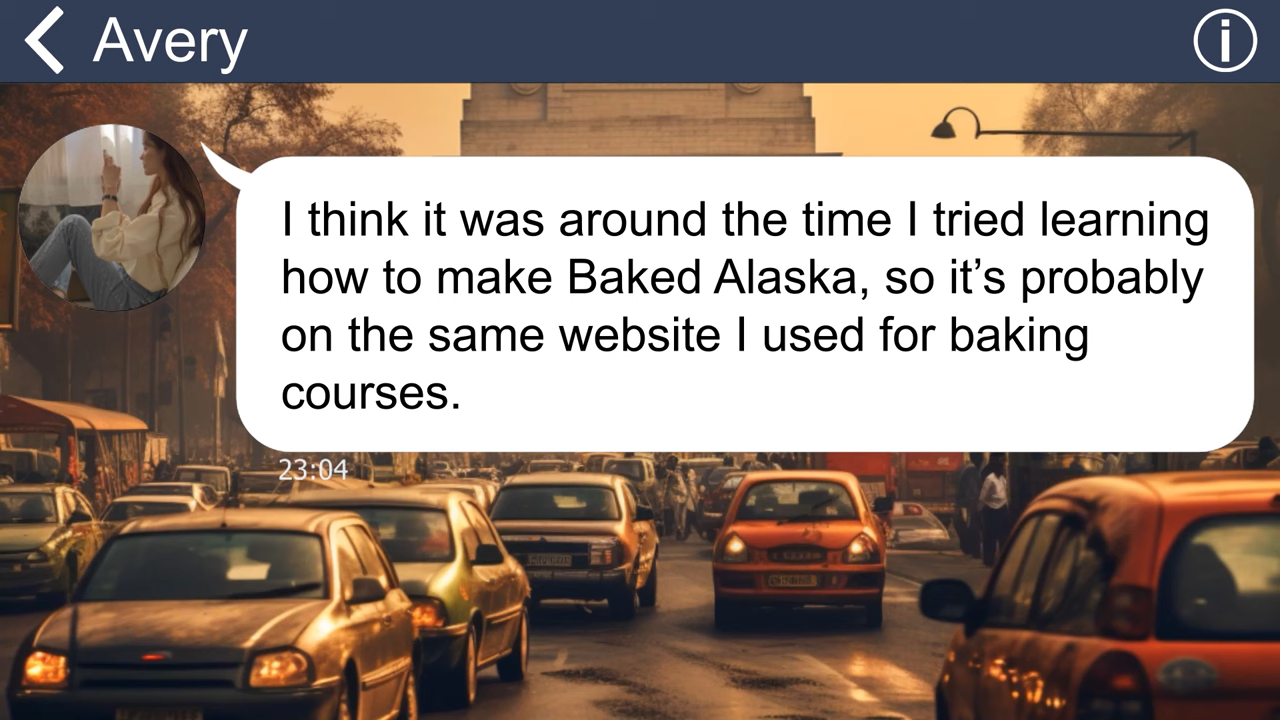 Avery
I think it was around the time I tried learning
how to make Baked Alaska, so it’s probably
on the same website I used for baking
courses.
23:04